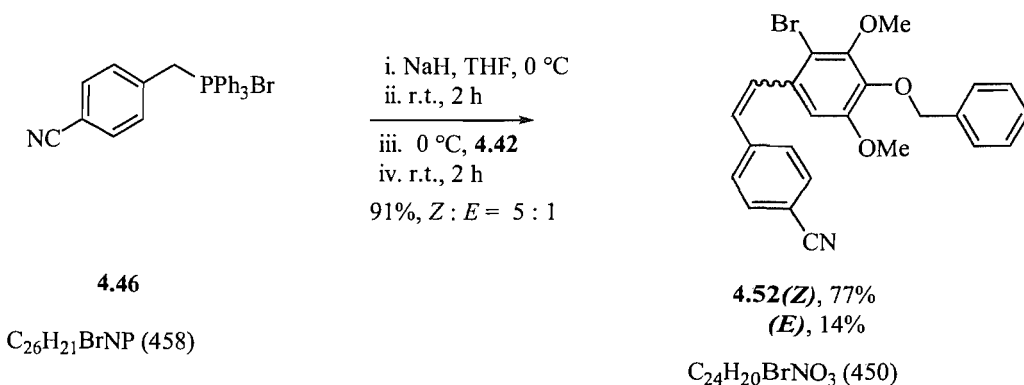 NC
PPh3Br
i. NaH, THF, 0 °C
ii. r.t., 2 h
iii. 0 °C, 4.42
iv. r.t., 2 h
91%, Z : E = 5 : 1
Br
OMe
O
OMe
CN
4.46
C26H21BrNP (458)
4.52(Z), 77%
(E), 14%
C24H20BrNO3 (450)